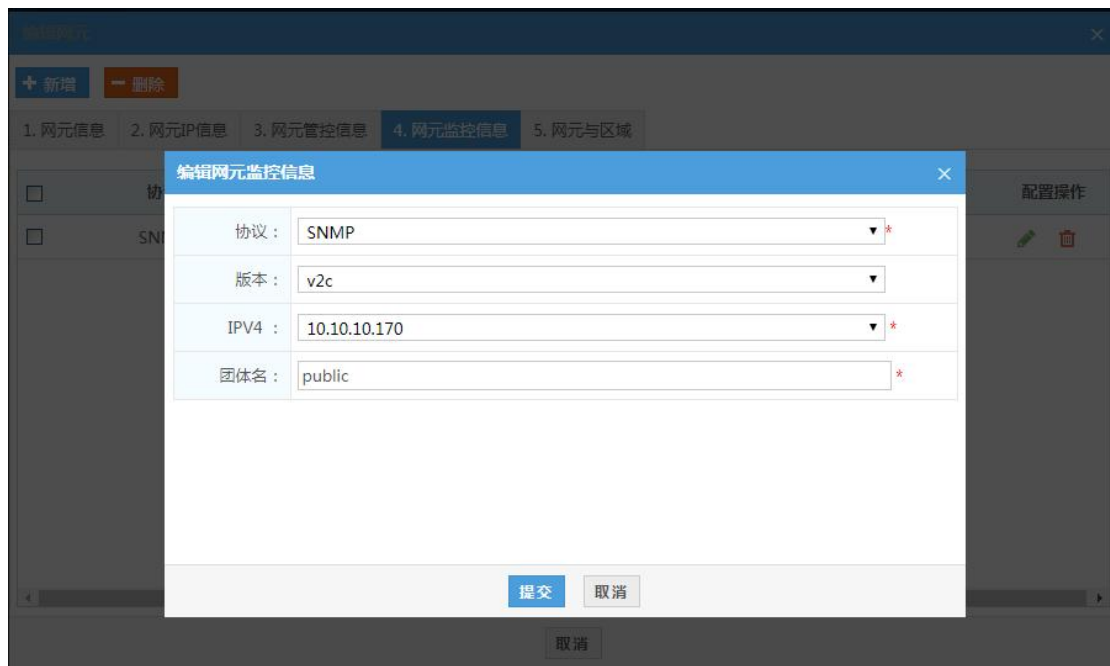 编辑网元
×
+ 新增 − 删除
1. 网元信息 2. 网元IP信息 3. 网元管控信息 4. 网元监控信息 5. 网元与区域
编辑网元监控信息 ×
协 配置操作
SN
协议： SNMP *
版本： v2c
IPV4 ： 10.10.10.170 *
团体名： public *
提交 取消
取消